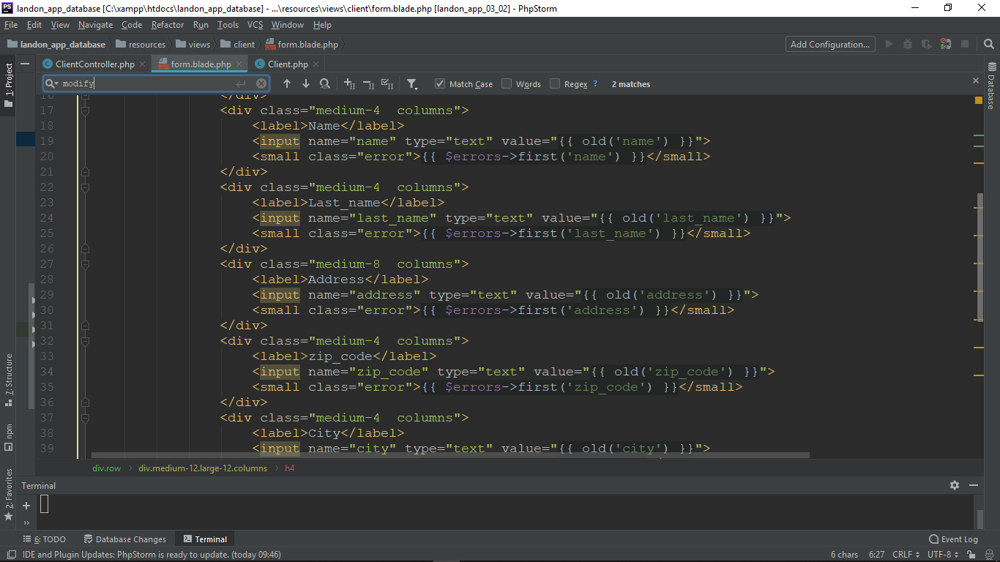 landon_app_database [C:\xampp\htdocs\landon_app_database] - ...\resources\views\client\form.blade.php [landon_app_03_02] - PhpStorm
File Edit View Navigate Code Refactor Run Tools VCS Window Help
landon_app_database resources views client form.blade.php Add Configuration...
ClientController.php form.blade.php Client.php
modify Match Case Words Regex ? 2 matches
16 </div>
17 <div class="medium-4  columns">
18 <label>Name</label>
19 <input name="name" type="text" value="{{ old('name') }}">
20 <small class="error">{{ $errors->first('name') }}</small>
21 </div>
22 <div class="medium-4  columns">
23 <label>Last_name</label>
24 <input name="last_name" type="text" value="{{ old('last_name') }}">
25 <small class="error">{{ $errors->first('last_name') }}</small>
26 </div>
27 <div class="medium-8  columns">
28 <label>Address</label>
29 <input name="address" type="text" value="{{ old('address') }}">
30 <small class="error">{{ $errors->first('address') }}</small>
31 </div>
32 <div class="medium-4  columns">
33 <label>zip_code</label>
34 <input name="zip_code" type="text" value="{{ old('zip_code') }}">
35 <small class="error">{{ $errors->first('zip_code') }}</small>
36 </div>
37 <div class="medium-4  columns">
38 <label>City</label>
39 <input name="city" type="text" value="{{ old('city') }}">
div.row div.medium-12.large-12.columns h4
1: Project
7: Structure
npm
2: Favorites
Database
Terminal
6: TODO Database Changes Terminal Event Log
IDE and Plugin Updates: PhpStorm is ready to update. (today 09:46) 6 chars 6:27 CRLF UTF-8